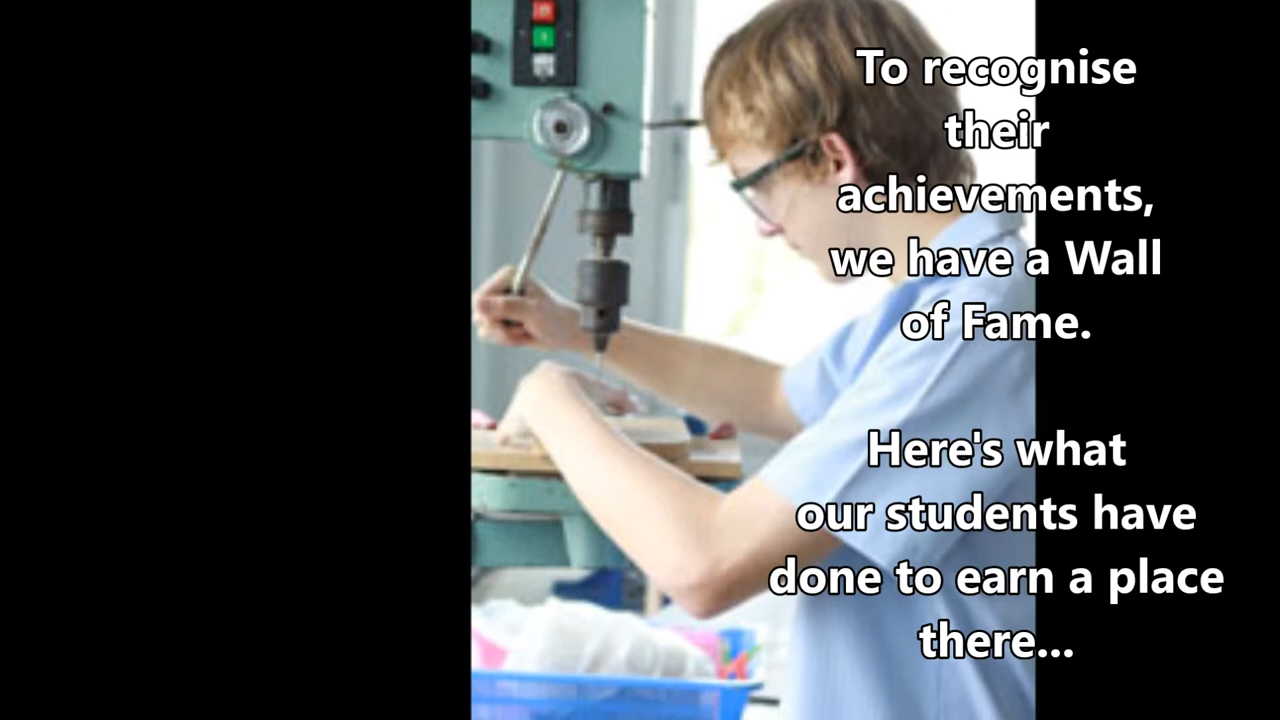 To recognise
their
achievements,
we have a Wall
of Fame.
Here's what
our students have
done to earn a place
there...